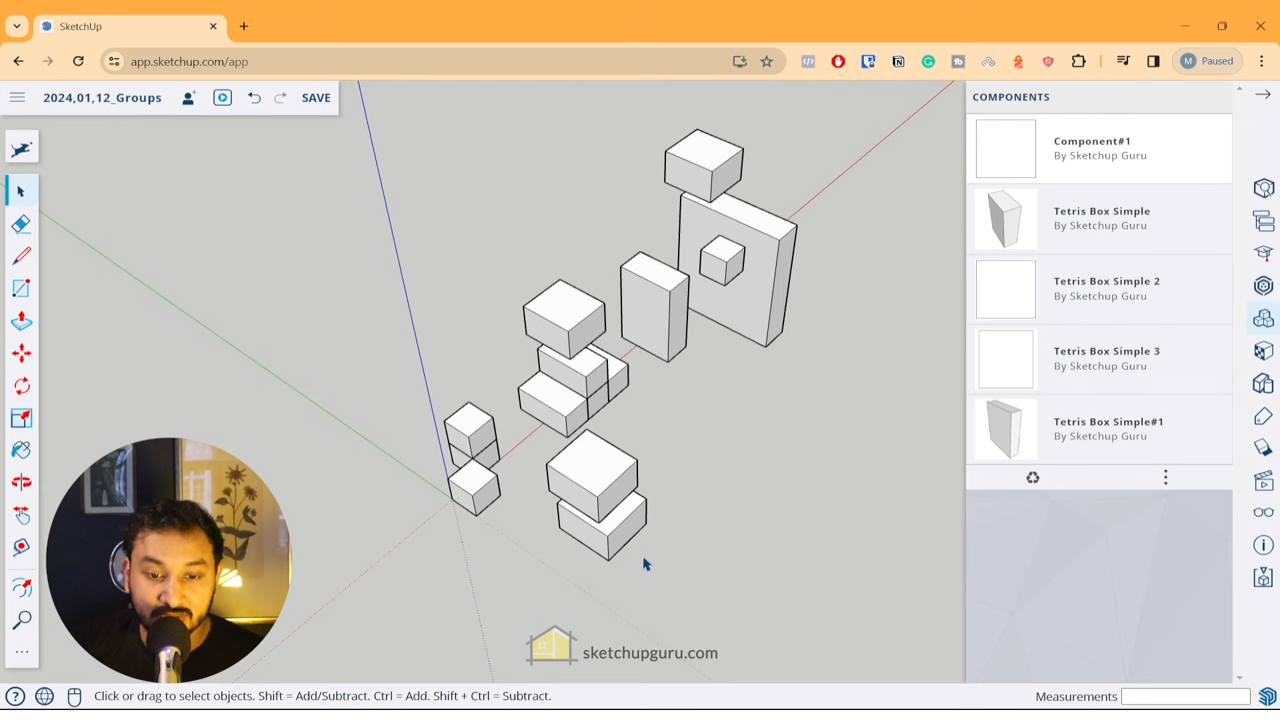 SketchUp
app.sketchup.com/app
M Paused
2024,01,12_Groups
SAVE
COMPONENTS
Component#1
By Sketchup Guru
Tetris Box Simple
By Sketchup Guru
Tetris Box Simple 2
By Sketchup Guru
Tetris Box Simple 3
By Sketchup Guru
Tetris Box Simple#1
By Sketchup Guru
sketchupguru.com
Click or drag to select objects. Shift = Add/Subtract. Ctrl = Add. Shift + Ctrl = Subtract.
Measurements